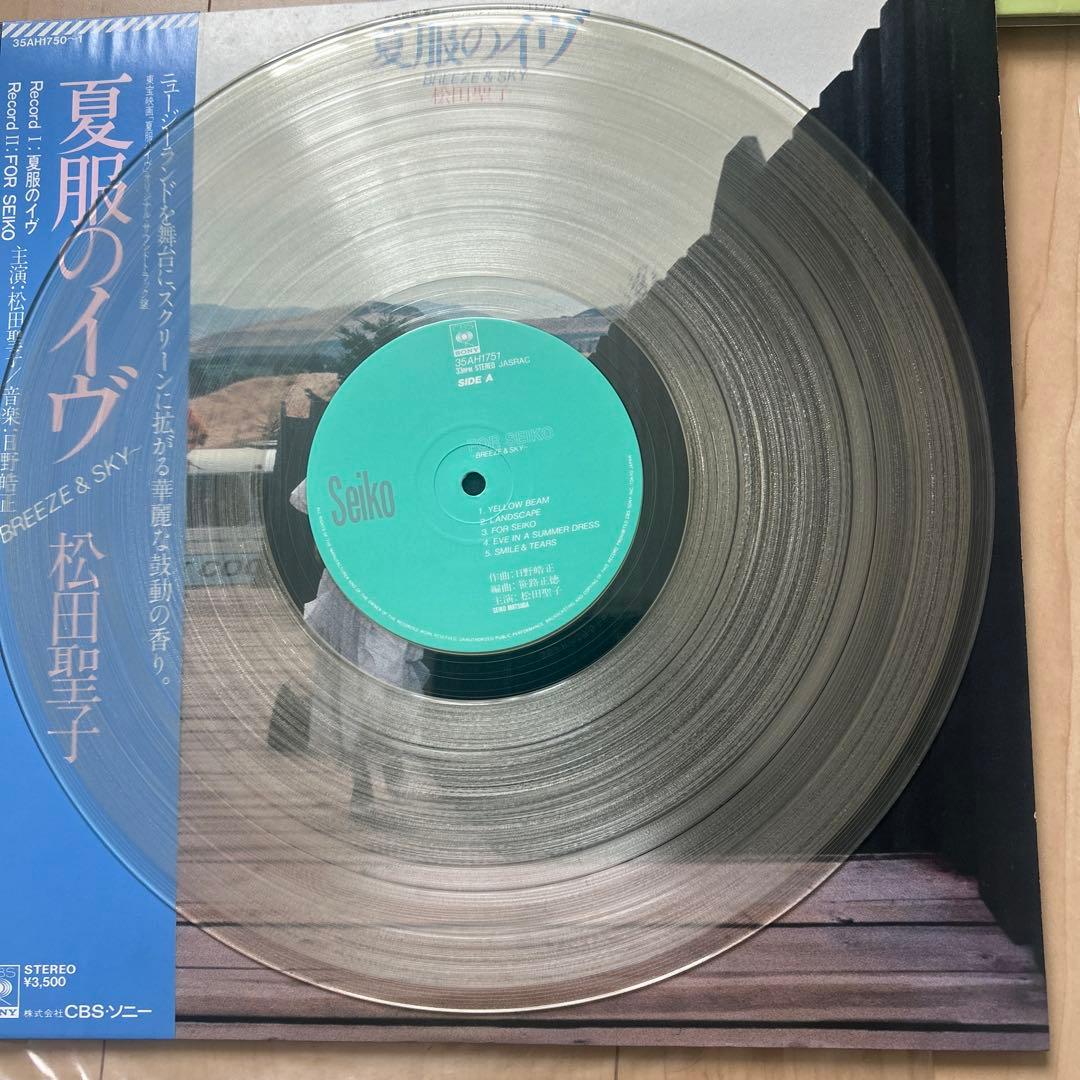 35AH1750~1
夏服のイヴ
BREEZE & SKY
松田聖子
ニュージーランドを舞台に、スクリーンに拡がる華麗な鼓動の香り。
東宝映画「夏服のイヴ」オリジナル・サウンドトラック盤
夏服のイヴ
~BREEZE & SKY~
松田聖子
Record I: 夏服のイヴ
Record II: FOR SEIKO
主演:松田聖子/音楽:日野皓正
CBS
SONY
35AH1751
33RPM STEREO JASRAC
SIDE A
FOR SEIKO
~BREEZE & SKY~
Seiko
1. YELLOW BEAM
2. LANDSCAPE
3. FOR SEIKO
4. EVE IN A SUMMER DRESS
5. SMILE & TEARS
作曲:日野皓正
編曲:笹路正徳
主演:松田聖子
SEIKO MATSUDA
CBS
SONY
STEREO
¥3,500
株式会社CBS・ソニー